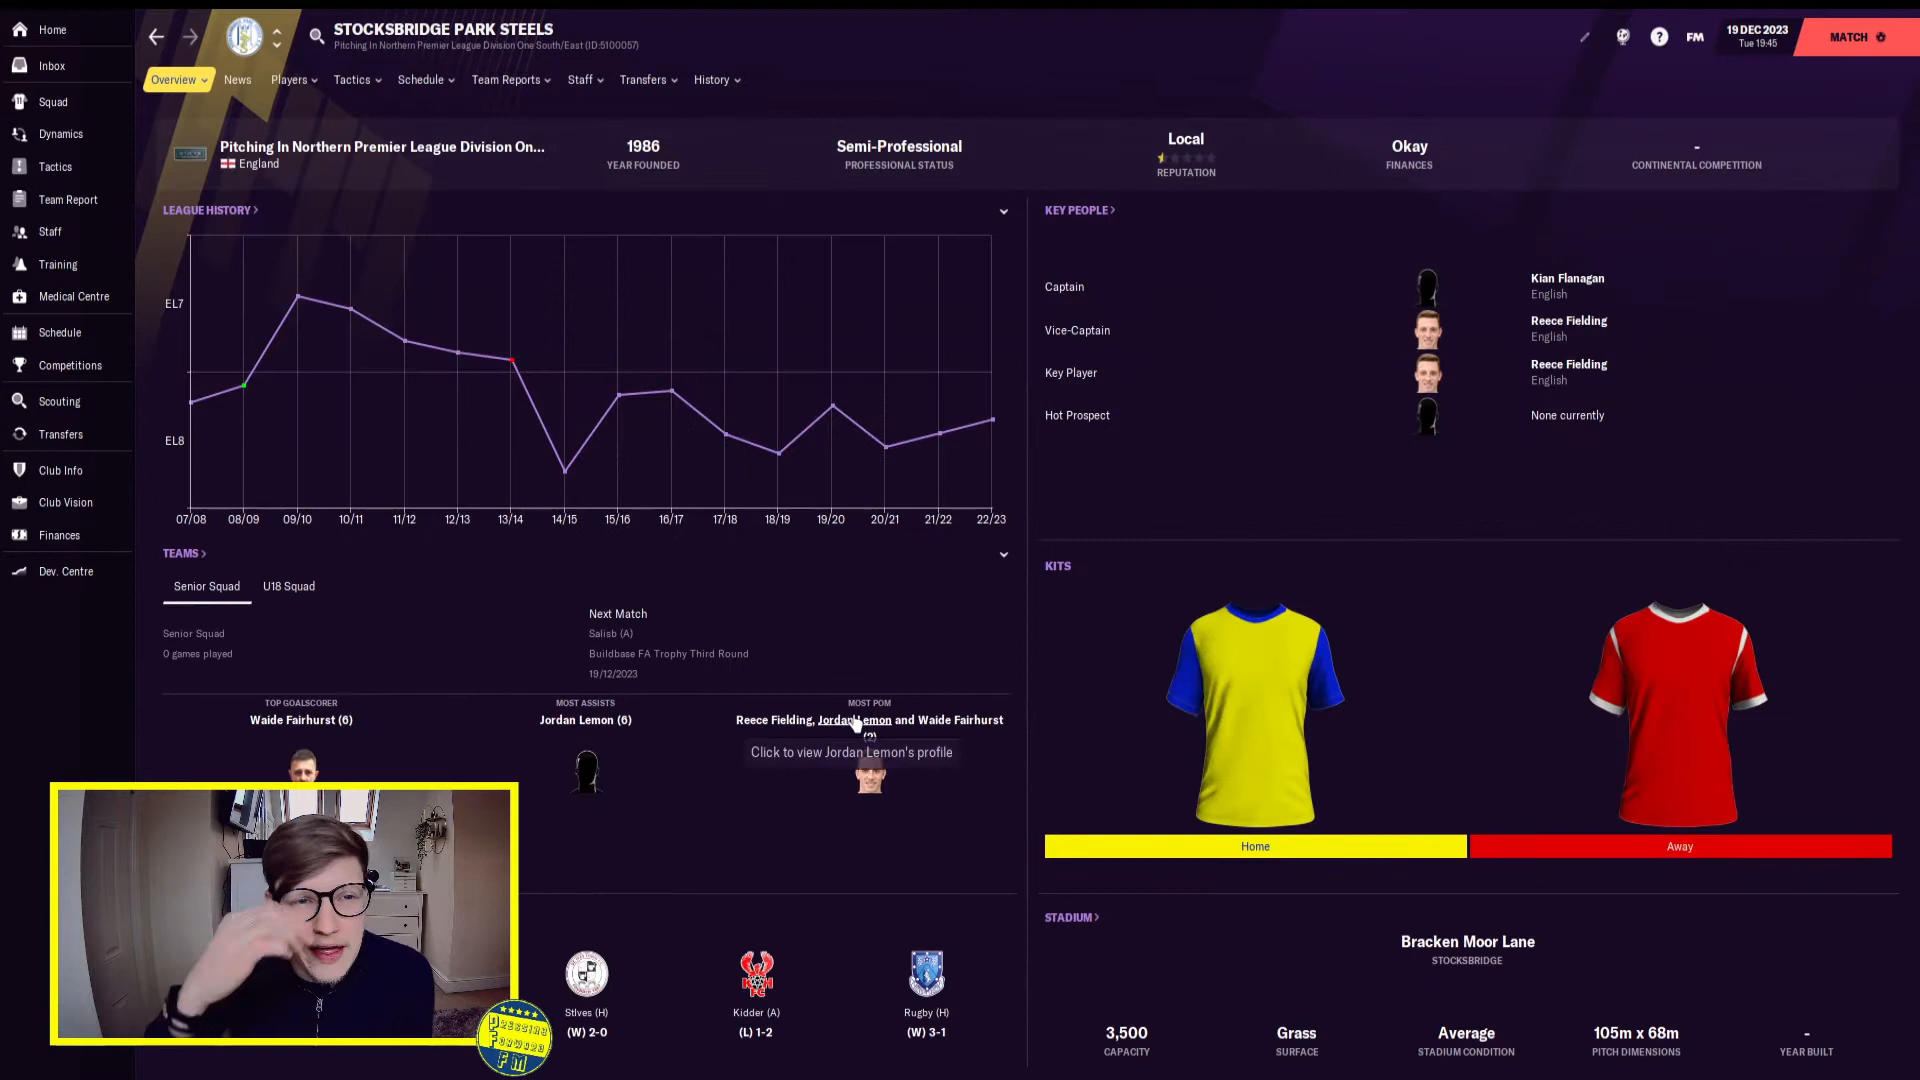 Home
Inbox
Squad
Dynamics
Tactics
Team Report
Staff
Training
Medical Centre
Schedule
Competitions
Scouting
Transfers
Club Info
Club Vision
Finances
Dev. Centre
STOCKSBRIDGE PARK STEELS
Pitching In Northern Premier League Division One South/East (ID:5100057)
FM
19 DEC 2023
Tue 19:45
MATCH
Overview News Players Tactics Schedule Team Reports Staff Transfers History
Pitching In Northern Premier League Division On...
England
1986
YEAR FOUNDED
Semi-Professional
PROFESSIONAL STATUS
Local
REPUTATION
Okay
FINANCES
-
CONTINENTAL COMPETITION
LEAGUE HISTORY >
EL7
EL8
07/08 08/09 09/10 10/11 11/12 12/13 13/14 14/15 15/16 16/17 17/18 18/19 19/20 20/21 21/22 22/23
KEY PEOPLE >
Captain
Kian Flanagan
English
Vice-Captain
Reece Fielding
English
Key Player
Reece Fielding
English
Hot Prospect
None currently
TEAMS >
Senior Squad U18 Squad
Senior Squad
0 games played
Next Match
Salisb (A)
Buildbase FA Trophy Third Round
19/12/2023
TOP GOALSCORER
Waide Fairhurst (6)
MOST ASSISTS
Jordan Lemon (6)
MOST POM
Reece Fielding, Jordan Lemon and Waide Fairhurst
(2)
Click to view Jordan Lemon's profile
KITS
Home
Away
StIves (H)
(W) 2-0
Kidder (A)
(L) 1-2
Rugby (H)
(W) 3-1
PRESSING
FORWARD
FM
STADIUM >
Bracken Moor Lane
STOCKSBRIDGE
3,500
CAPACITY
Grass
SURFACE
Average
STADIUM CONDITION
105m x 68m
PITCH DIMENSIONS
-
YEAR BUILT